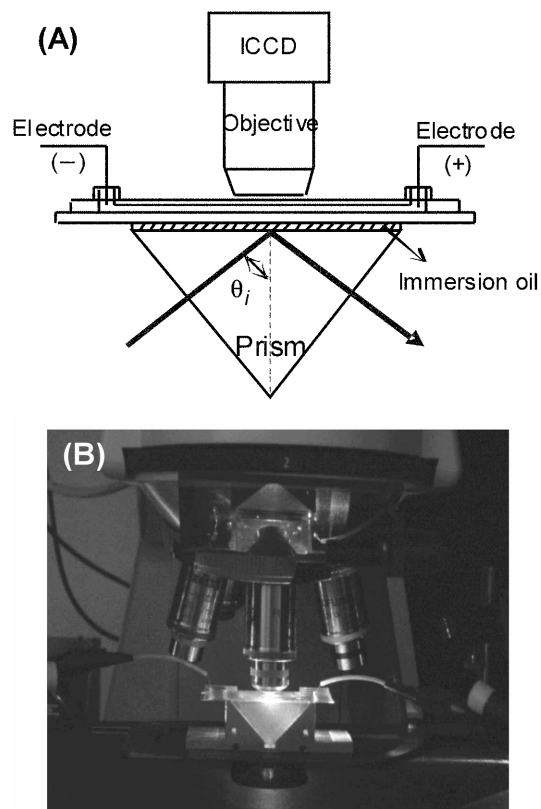 (A)
ICCD
Objective
Electrode
(−)
Electrode
(+)
Immersion oil
θi
Prism
(B)
2